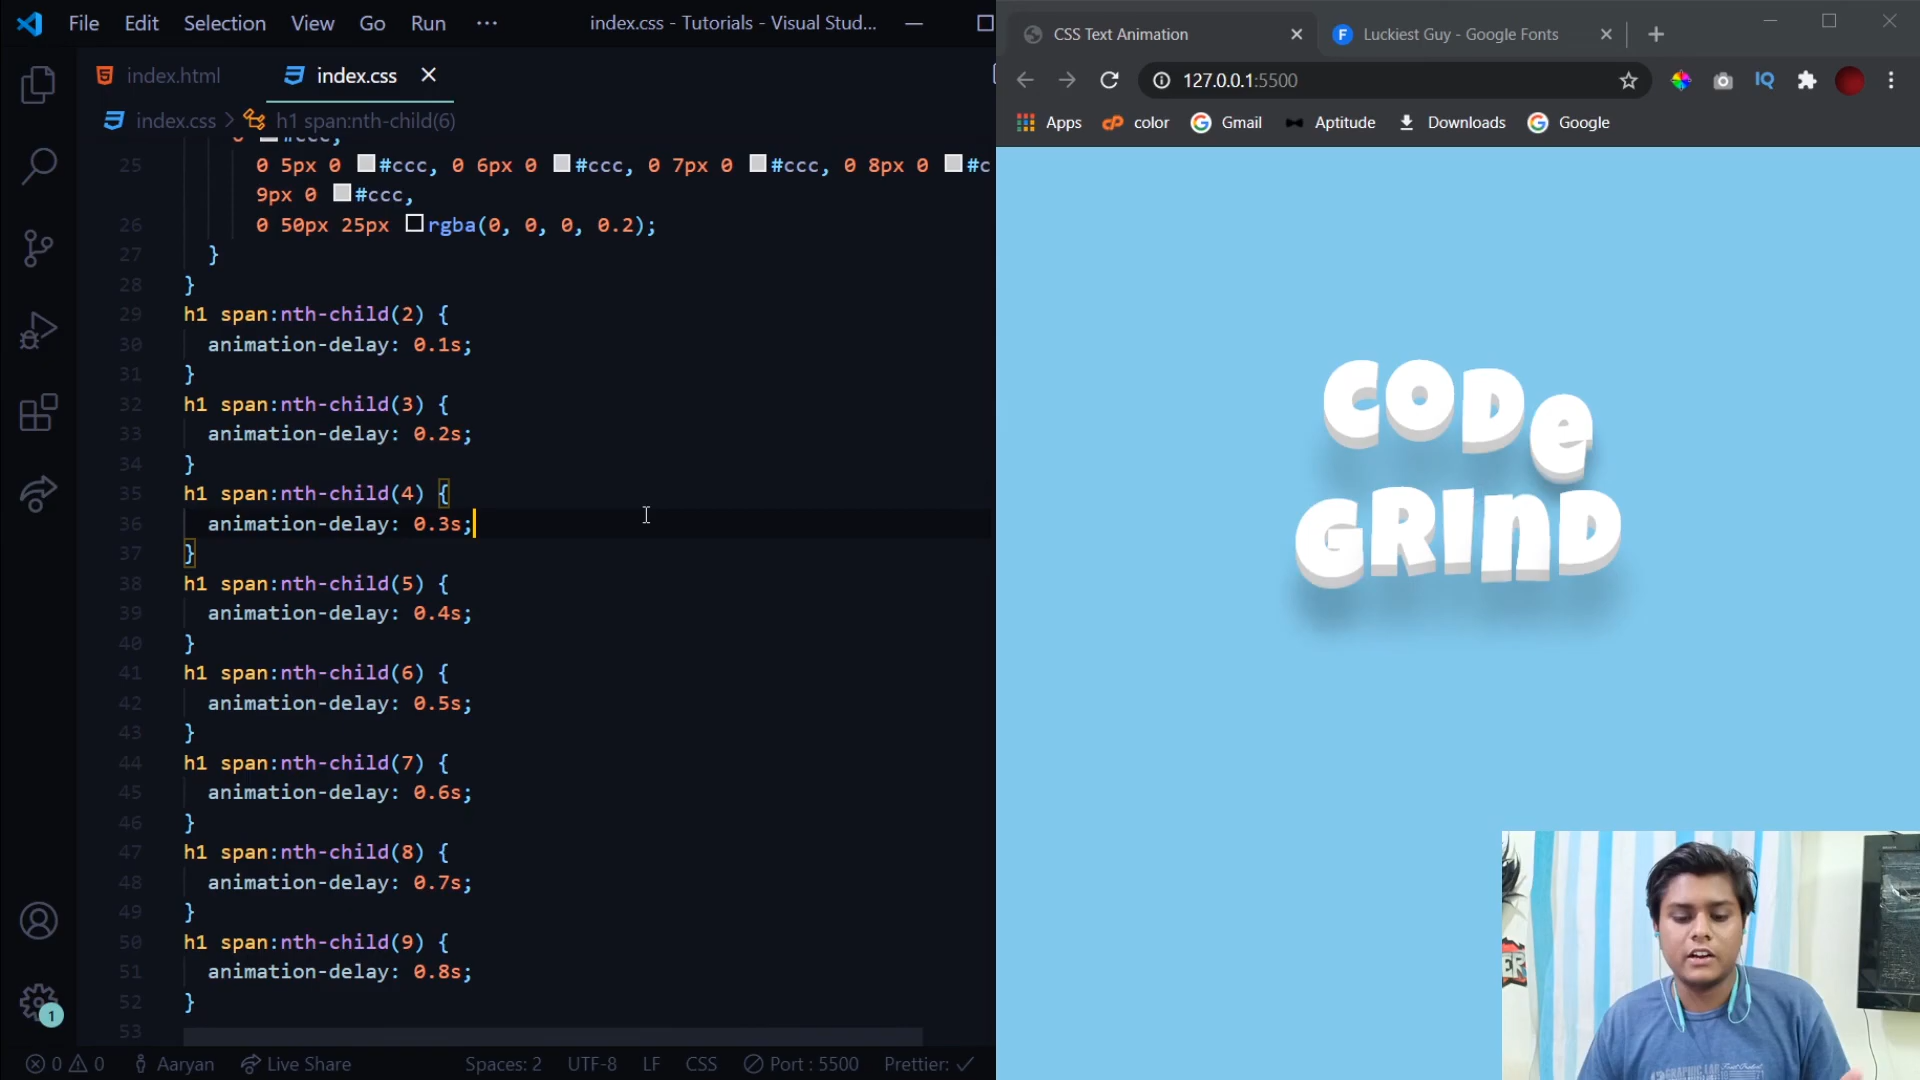 File Edit Selection View Go Run ··· index.css - Tutorials - Visual Stud...
index.html index.css
index.css > h1 span:nth-child(6)
25 0 5px 0 #ccc, 0 6px 0 #ccc, 0 7px 0 #ccc, 0 8px 0 #c
9px 0 #ccc,
26 0 50px 25px rgba(0, 0, 0, 0.2);
27 }
28 }
29 h1 span:nth-child(2) {
30 animation-delay: 0.1s;
31 }
32 h1 span:nth-child(3) {
33 animation-delay: 0.2s;
34 }
35 h1 span:nth-child(4) {
36 animation-delay: 0.3s;
37 }
38 h1 span:nth-child(5) {
39 animation-delay: 0.4s;
40 }
41 h1 span:nth-child(6) {
42 animation-delay: 0.5s;
43 }
44 h1 span:nth-child(7) {
45 animation-delay: 0.6s;
46 }
47 h1 span:nth-child(8) {
48 animation-delay: 0.7s;
49 }
50 h1 span:nth-child(9) {
51 animation-delay: 0.8s;
52 }
53
1
0 0 Aaryan Live Share Spaces: 2 UTF-8 LF CSS Port : 5500 Prettier: ✓
CSS Text Animation Luckiest Guy - Google Fonts
127.0.0.1:5500 IQ
Apps color Gmail Aptitude Downloads Google
CODe
GRIND